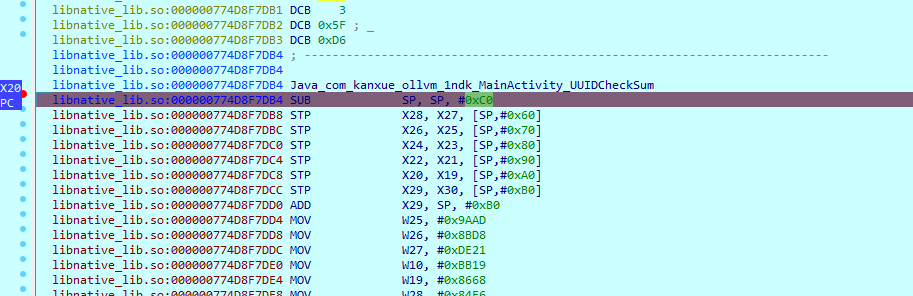 libnative_lib.so:000000774D8F7DB1 DCB    3
libnative_lib.so:000000774D8F7DB2 DCB 0x5F ; _
libnative_lib.so:000000774D8F7DB3 DCB 0xD6
libnative_lib.so:000000774D8F7DB4 ; ---------------------------------------------------------------------------
libnative_lib.so:000000774D8F7DB4
libnative_lib.so:000000774D8F7DB4 Java_com_kanxue_ollvm_1ndk_MainActivity_UUIDCheckSum
X20 libnative_lib.so:000000774D8F7DB4 SUB             SP, SP, #0xC0
PC libnative_lib.so:000000774D8F7DB8 STP             X28, X27, [SP,#0x60]
libnative_lib.so:000000774D8F7DBC STP             X26, X25, [SP,#0x70]
libnative_lib.so:000000774D8F7DC0 STP             X24, X23, [SP,#0x80]
libnative_lib.so:000000774D8F7DC4 STP             X22, X21, [SP,#0x90]
libnative_lib.so:000000774D8F7DC8 STP             X20, X19, [SP,#0xA0]
libnative_lib.so:000000774D8F7DCC STP             X29, X30, [SP,#0xB0]
libnative_lib.so:000000774D8F7DD0 ADD             X29, SP, #0xB0
libnative_lib.so:000000774D8F7DD4 MOV             W25, #0x9AAD
libnative_lib.so:000000774D8F7DD8 MOV             W26, #0x8BD8
libnative_lib.so:000000774D8F7DDC MOV             W27, #0xDE21
libnative_lib.so:000000774D8F7DE0 MOV             W10, #0xBB19
libnative_lib.so:000000774D8F7DE4 MOV             W19, #0x8668
libnative_lib.so:000000774D8F7DE8 MOV             W28, #0x84E6